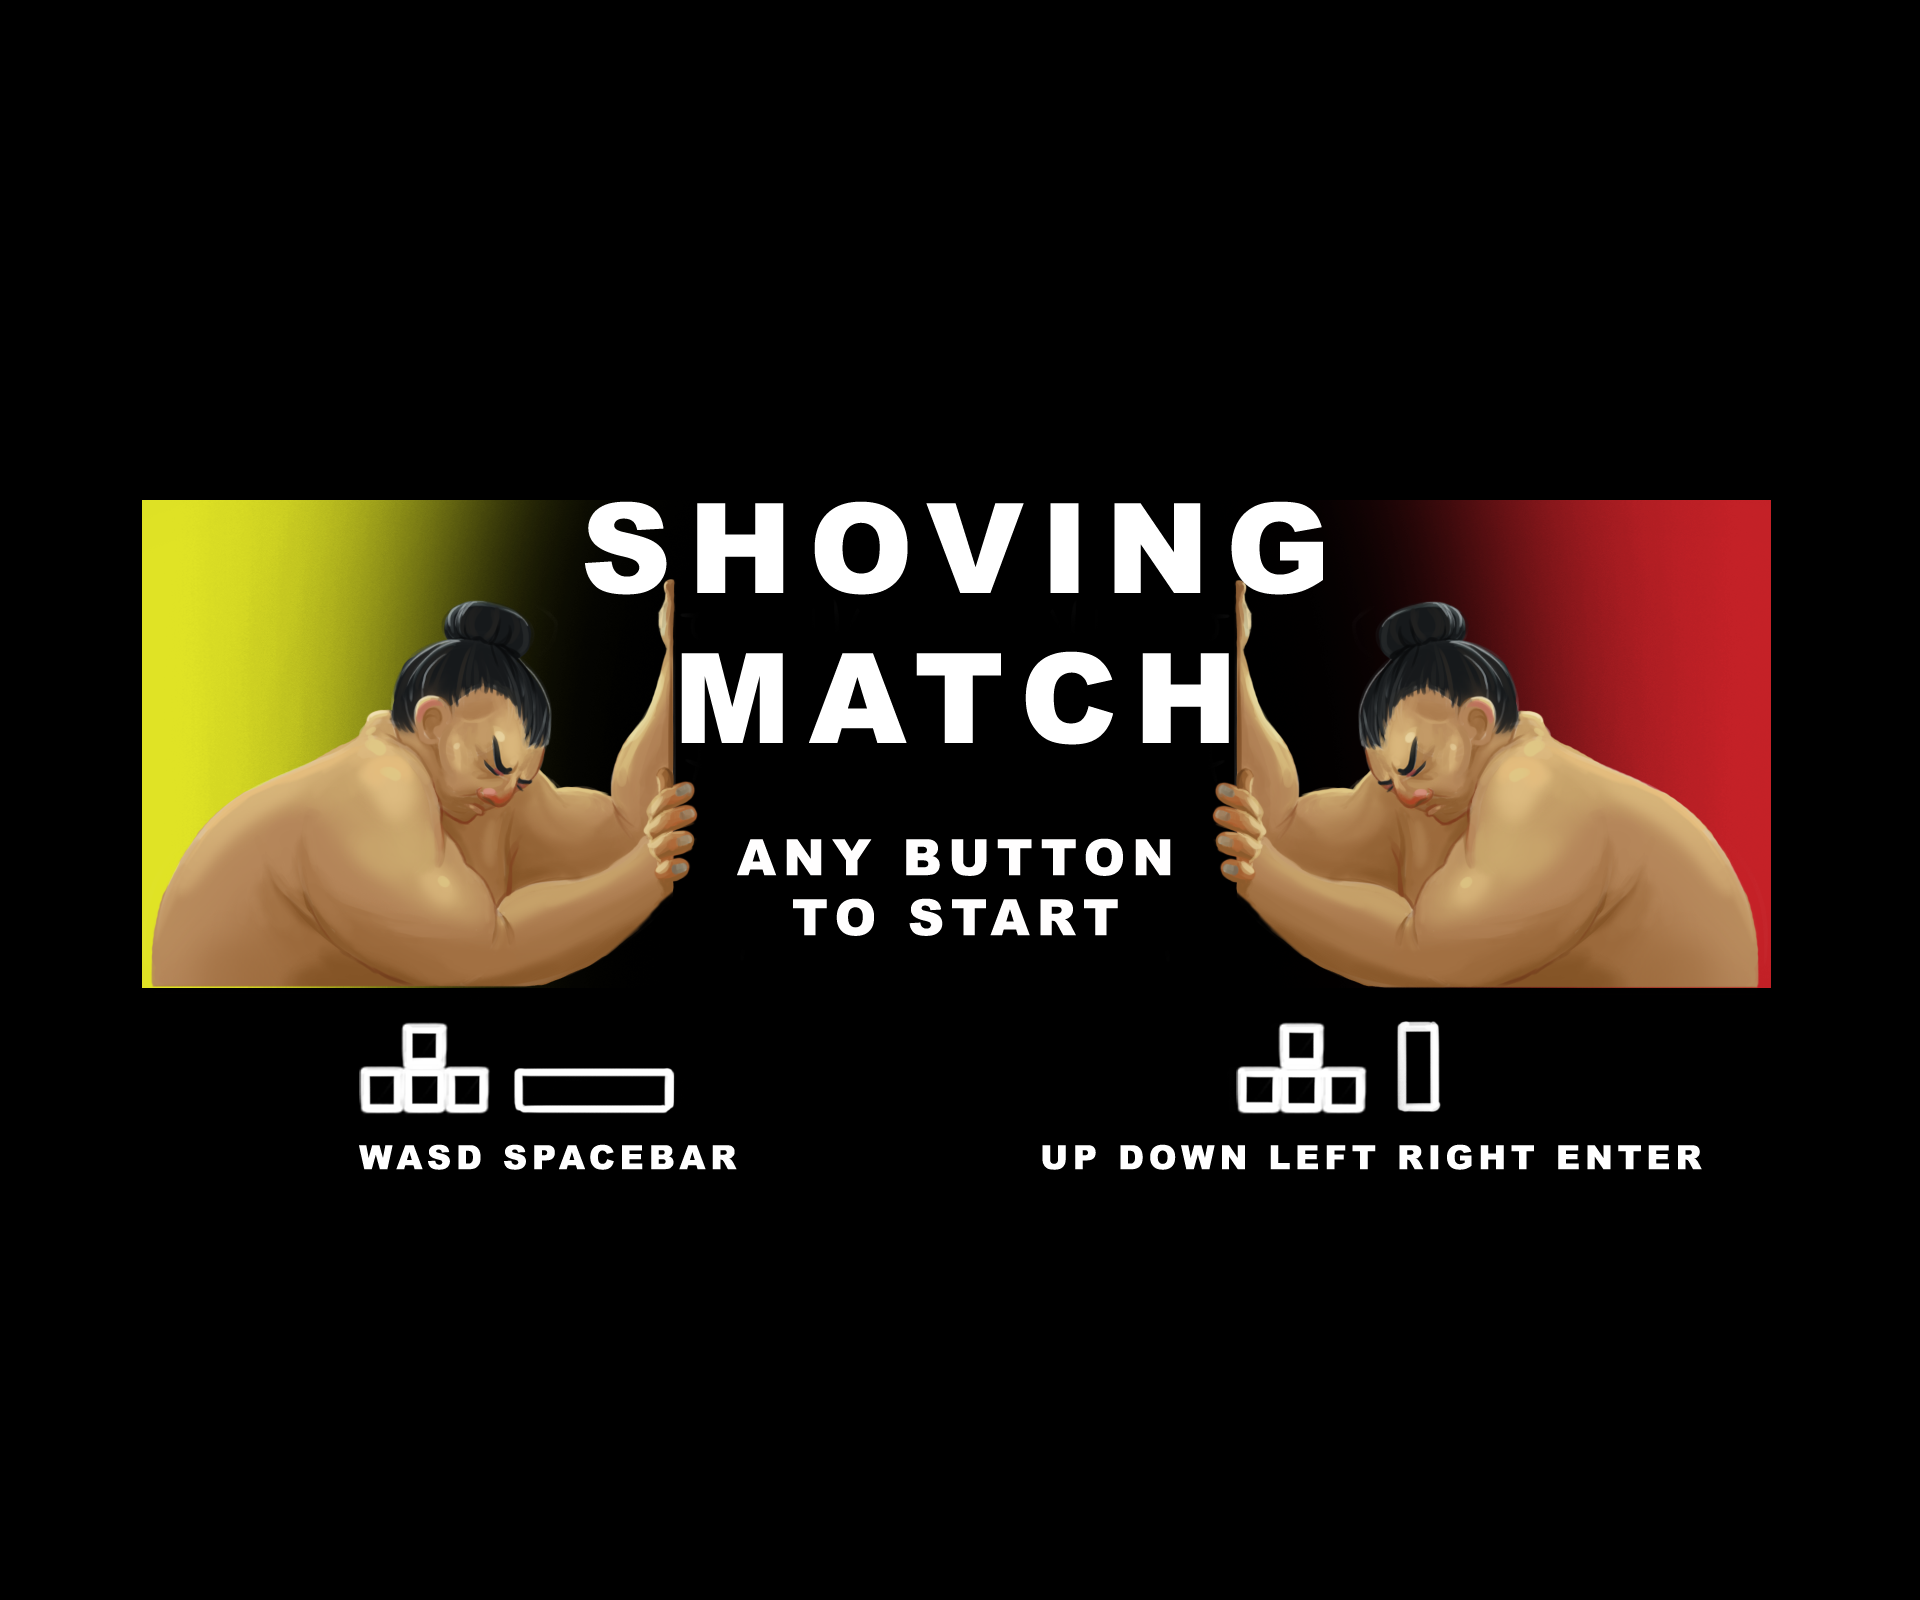 SHOVING
MATCH
ANY BUTTON
TO START
WASD SPACEBAR
UP DOWN LEFT RIGHT ENTER